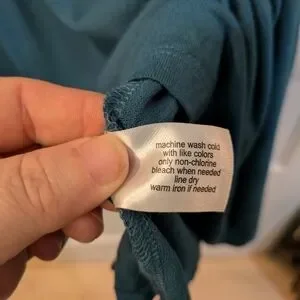 machine wash cold
with like colors
only non-chlorine
bleach when needed
line dry
warm iron if needed